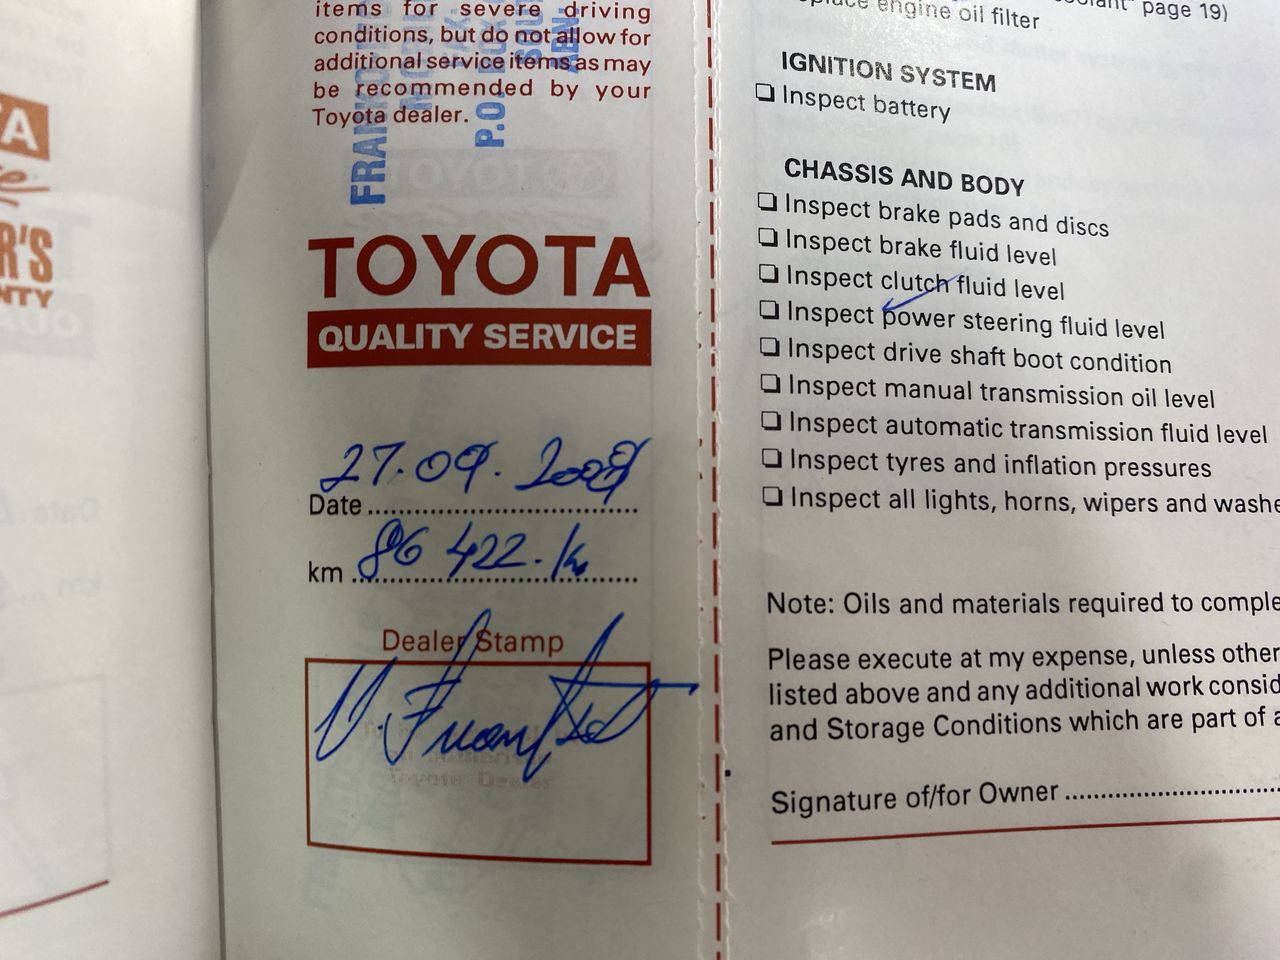 items for severe driving
conditions, but do not allow for
additional service items as may
be recommended by your
Toyota dealer.
FRANK
P.O.
TOYOTA
QUALITY SERVICE
27.09.
Date
86 422.k
km
Dealer Stamp
Toyota Dealer
A
R'S
NTY
page 19)
engine oil filter
IGNITION SYSTEM
❏ Inspect battery
CHASSIS AND BODY
❏ Inspect brake pads and discs
❏ Inspect brake fluid level
❏ Inspect clutch fluid level
❏ Inspect power steering fluid level
❏ Inspect drive shaft boot condition
❏ Inspect manual transmission oil level
❏ Inspect automatic transmission fluid level
❏ Inspect tyres and inflation pressures
❏ Inspect all lights, horns, wipers and washe
Note: Oils and materials required to comple
Please execute at my expense, unless other
listed above and any additional work consid
and Storage Conditions which are part of a
Signature of/for Owner